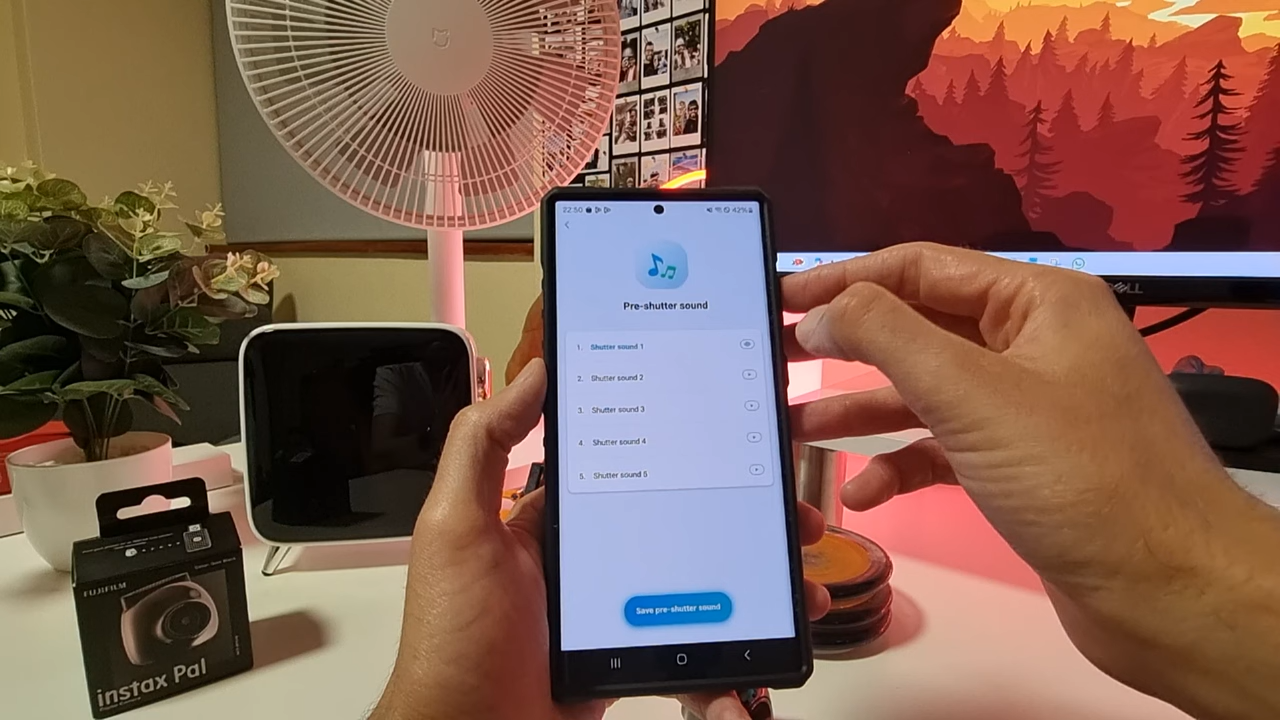 22:50
42%
Pre-shutter sound
1. Shutter sound 1
2. Shutter sound 2
3. Shutter sound 3
4. Shutter sound 4
5. Shutter sound 5
Save pre-shutter sound
DELL
FUJIFILM
instax Pal